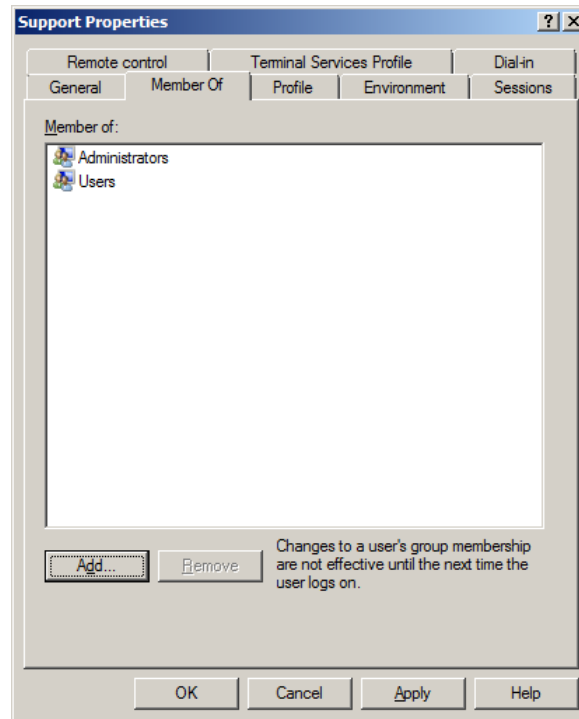 Support Properties
Remote control Terminal Services Profile Dial-in
General Member Of Profile Environment Sessions
Member of:
Administrators
Users
Add... Remove
Changes to a user's group membership
are not effective until the next time the
user logs on.
OK Cancel Apply Help